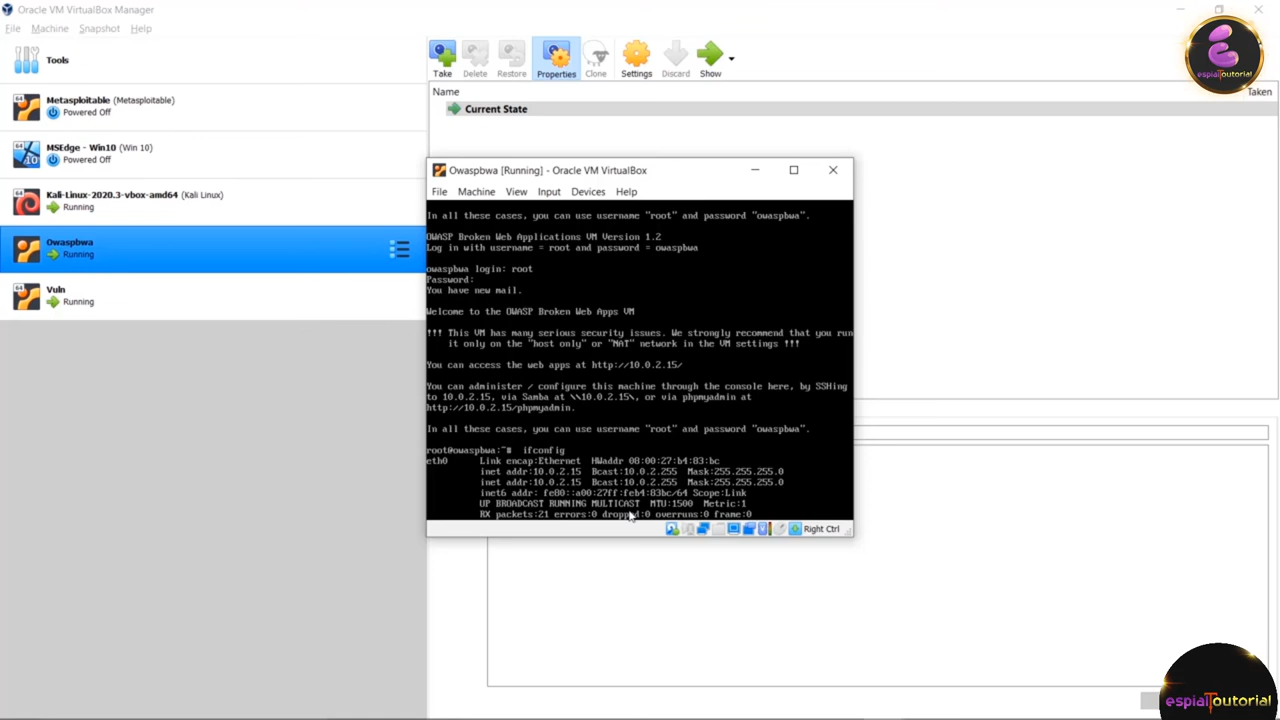 Oracle VM VirtualBox Manager
File Machine Snapshot Help
Tools
Metasploitable (Metasploitable)
Powered Off
MSEdge - Win10 (Win 10)
Powered Off
Kali-Linux-2020.3-vbox-amd64 (Kali Linux)
Running
Owaspbwa
Running
Vuln
Running
Take Delete Restore Properties Clone Settings Discard Show
Name Taken
Current State
Owaspbwa [Running] - Oracle VM VirtualBox
File Machine View Input Devices Help
In all these cases, you can use username "root" and password "owaspbwa".
OWASP Broken Web Applications VM Version 1.2
Log in with username = root and password = owaspbwa
owaspbwa login: root
Password:
You have new mail.
Welcome to the OWASP Broken Web Apps VM
!!! This VM has many serious security issues. We strongly recommend that you run
it only on the "host only" or "NAT" network in the VM settings !!!
You can access the web apps at http://10.0.2.15/
You can administer / configure this machine through the console here, by SSHing
to 10.0.2.15, via Samba at \\10.0.2.15\, or via phpmyadmin at
http://10.0.2.15/phpmyadmin.
In all these cases, you can use username "root" and password "owaspbwa".
root@owaspbwa:~# ifconfig
eth0 Link encap:Ethernet HWaddr 08:00:27:b4:83:bc
inet addr:10.0.2.15 Bcast:10.0.2.255 Mask:255.255.255.0
inet addr:10.0.2.15 Bcast:10.0.2.255 Mask:255.255.255.0
inet6 addr: fe80::a00:27ff:feb4:83bc/64 Scope:Link
UP BROADCAST RUNNING MULTICAST MTU:1500 Metric:1
RX packets:21 errors:0 dropped:0 overruns:0 frame:0
Right Ctrl
espialToutorial
espialToutorial